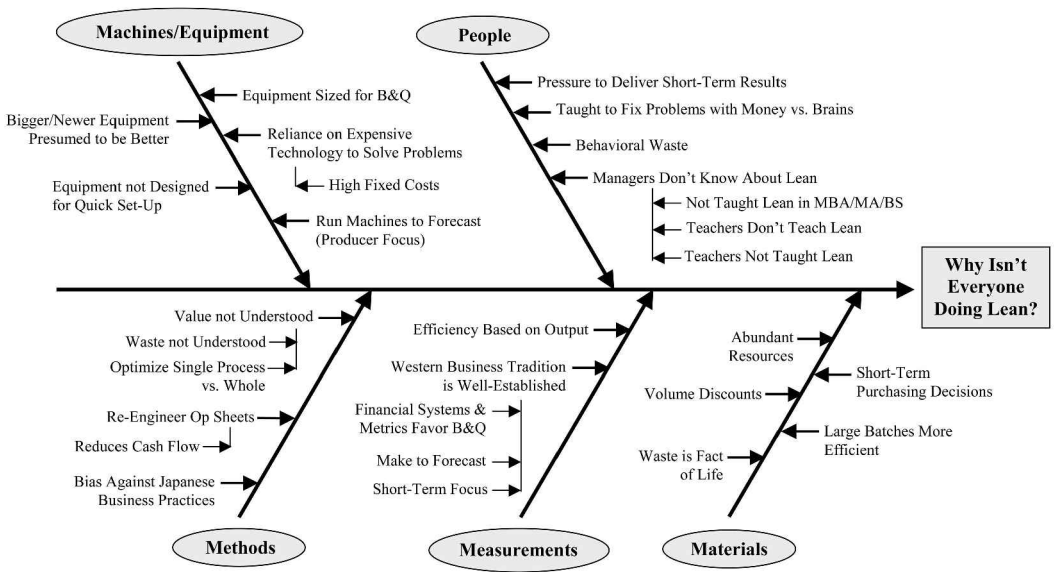 Machines/Equipment
People
Equipment Sized for B&Q
Bigger/Newer Equipment
Presumed to be Better
Reliance on Expensive
Technology to Solve Problems
High Fixed Costs
Equipment not Designed
for Quick Set-Up
Run Machines to Forecast
(Producer Focus)
Pressure to Deliver Short-Term Results
Taught to Fix Problems with Money vs. Brains
Behavioral Waste
Managers Don't Know About Lean
Not Taught Lean in MBA/MA/BS
Teachers Don't Teach Lean
Teachers Not Taught Lean
Why Isn't
Everyone
Doing Lean?
Value not Understood
Waste not Understood
Optimize Single Process
vs. Whole
Re-Engineer Op Sheets
Reduces Cash Flow
Bias Against Japanese
Business Practices
Efficiency Based on Output
Western Business Tradition
is Well-Established
Financial Systems &
Metrics Favor B&Q
Make to Forecast
Short-Term Focus
Abundant
Resources
Short-Term
Purchasing Decisions
Volume Discounts
Large Batches More
Efficient
Waste is Fact
of Life
Methods
Measurements
Materials